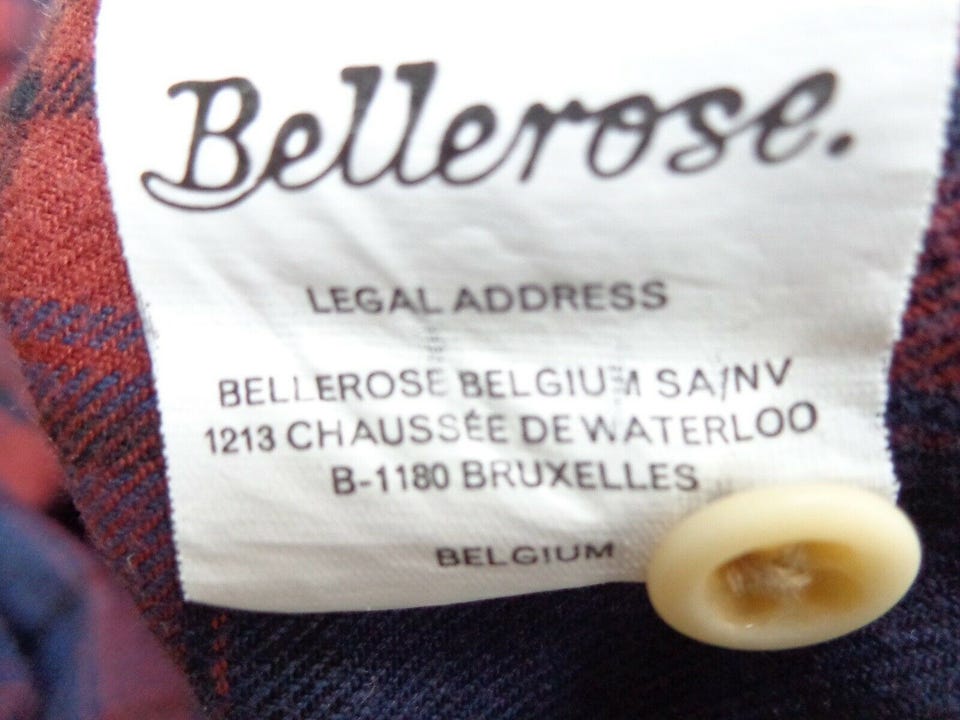 Bellerose.
LEGAL ADDRESS
BELLEROSE BELGIUM SA/NV
1213 CHAUSSÉE DE WATERLOO
B-1180 BRUXELLES
BELGIUM